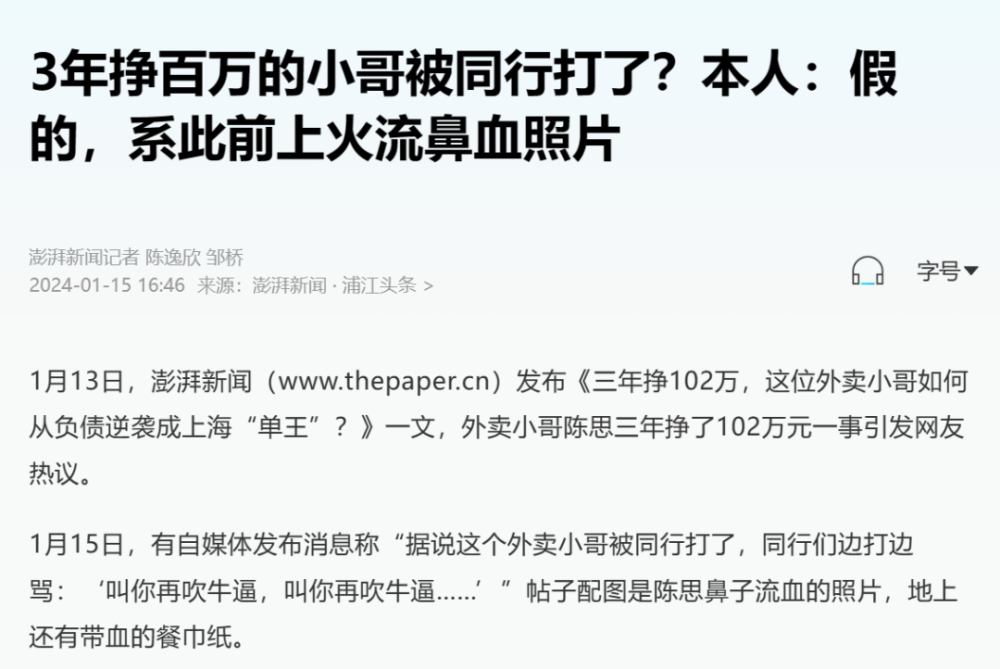 3年挣百万的小哥被同行打了？本人：假
的，系此前上火流鼻血照片
澎湃新闻记者 陈逸欣 邹桥
2024-01-15 16:46 来源：澎湃新闻 · 浦江头条 >
字号
1月13日，澎湃新闻（www.thepaper.cn）发布《三年挣102万，这位外卖小哥如何
从负债逆袭成上海“单王”？》一文，外卖小哥陈思三年挣了102万元一事引发网友
热议。
1月15日，有自媒体发布消息称“据说这个外卖小哥被同行打了，同行们边打边
骂：‘叫你再吹牛逼，叫你再吹牛逼……’”帖子配图是陈思鼻子流血的照片，地上
还有带血的餐巾纸。